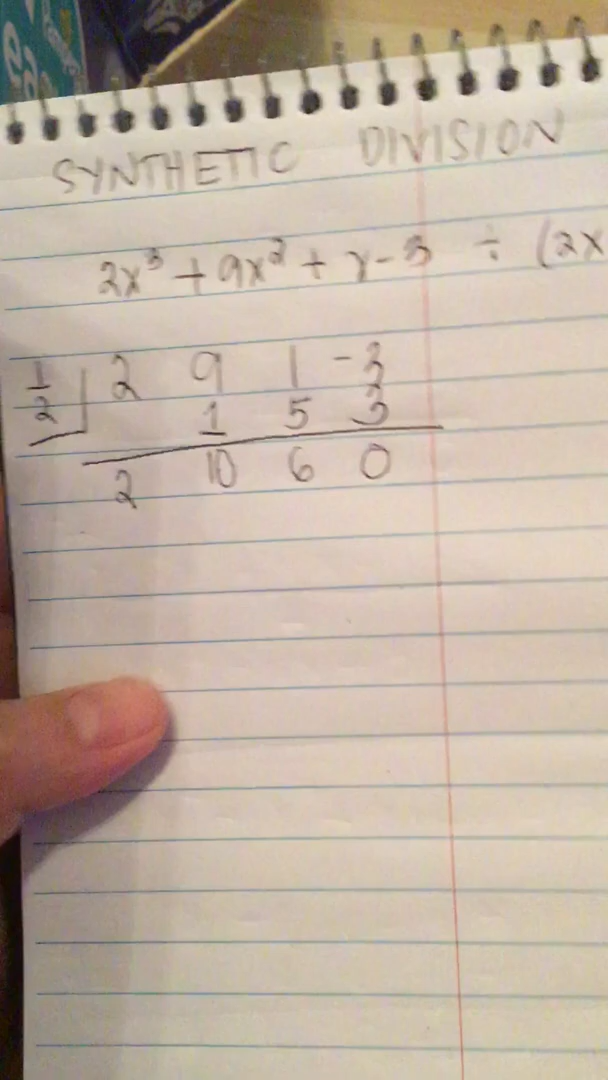 SYNTHETIC DIVISION
2x³ + 9x² + x - 3 ÷ (2x
1/2 | 2 9 1 -3
1 5 3
2 10 6 0